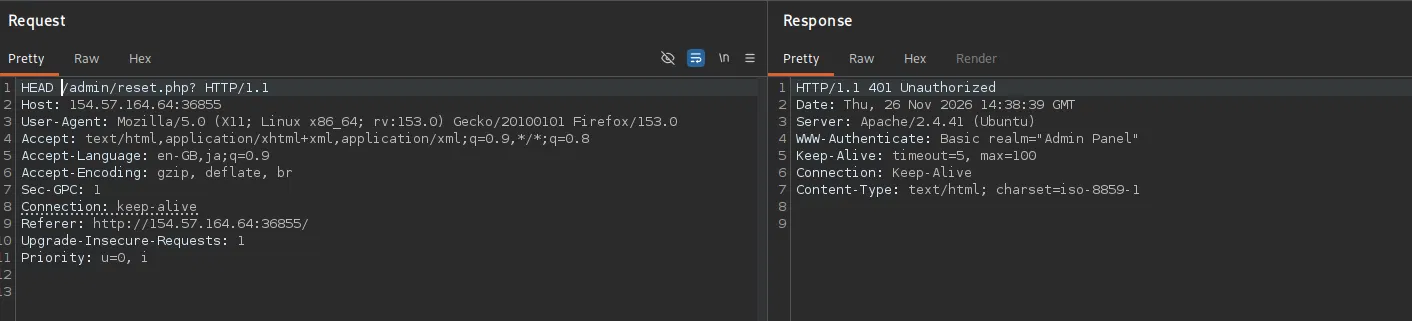 Request
Pretty Raw Hex
\n
1 HEAD /admin/reset.php? HTTP/1.1
2 Host: 154.57.164.64:36855
3 User-Agent: Mozilla/5.0 (X11; Linux x86_64; rv:153.0) Gecko/20100101 Firefox/153.0
4 Accept: text/html,application/xhtml+xml,application/xml;q=0.9,*/*;q=0.8
5 Accept-Language: en-GB,ja;q=0.9
6 Accept-Encoding: gzip, deflate, br
7 Sec-GPC: 1
8 Connection: keep-alive
9 Referer: http://154.57.164.64:36855/
10 Upgrade-Insecure-Requests: 1
11 Priority: u=0, i
12
13
Response
Pretty Raw Hex Render
1 HTTP/1.1 401 Unauthorized
2 Date: Thu, 26 Nov 2026 14:38:39 GMT
3 Server: Apache/2.4.41 (Ubuntu)
4 WWW-Authenticate: Basic realm="Admin Panel"
5 Keep-Alive: timeout=5, max=100
6 Connection: Keep-Alive
7 Content-Type: text/html; charset=iso-8859-1
8
9